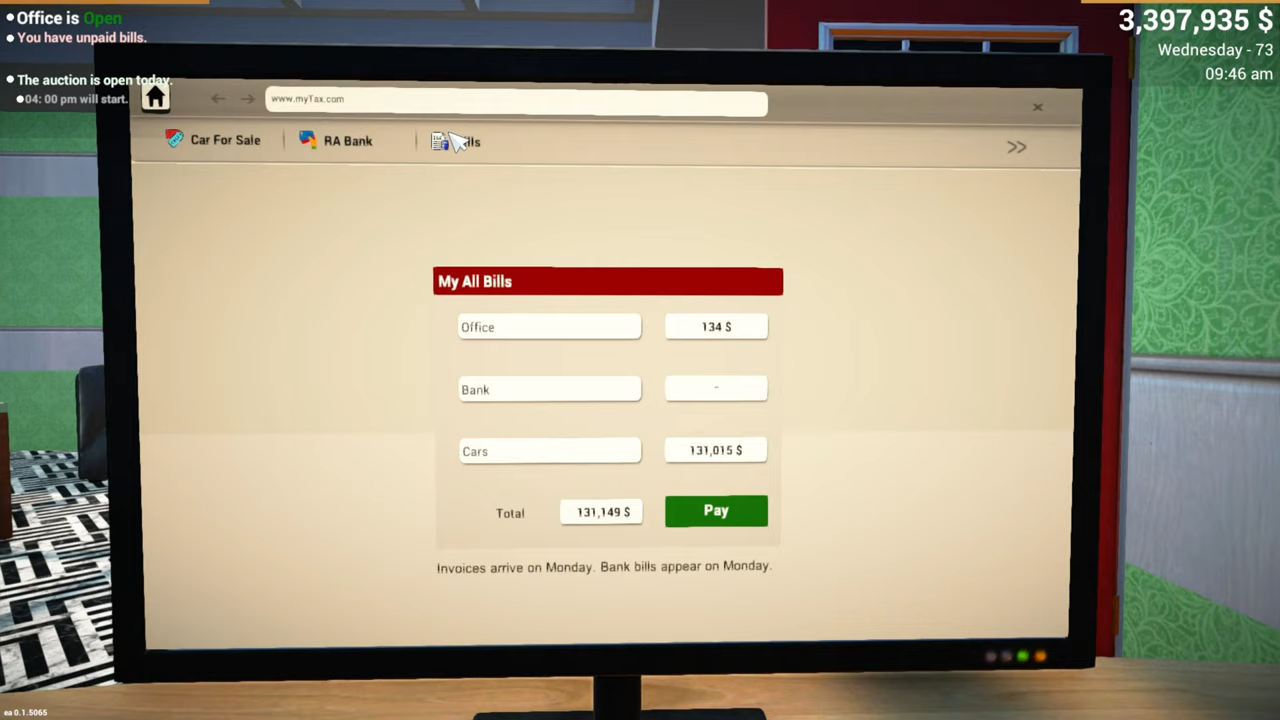 Office is Open
You have unpaid bills.
The auction is open today.
04: 00 pm will start.
3,397,935 $
Wednesday - 73
09:46 am
www.myTax.com
Car For Sale
RA Bank
My All Bills
Office 134 $
Bank -
Cars 131,015 $
Total 131,149 $ Pay
Invoices arrive on Monday. Bank bills appear on Monday.
ea 0.1.5065